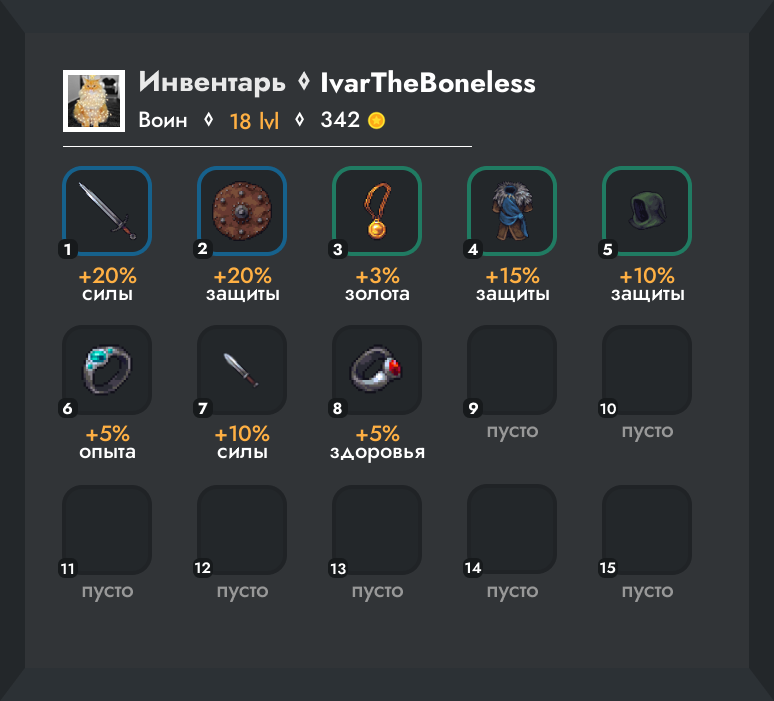 Инвентарь ◊ IvarTheBoneless
Воин ◊ 18 lvl ◊ 342
1 2 3 4 5
+20% +20% +3% +15% +10%
силы защиты золота защиты защиты
6 7 8 9 10
+5% +10% +5% пусто пусто
опыта силы здоровья
11 12 13 14 15
пусто пусто пусто пусто пусто